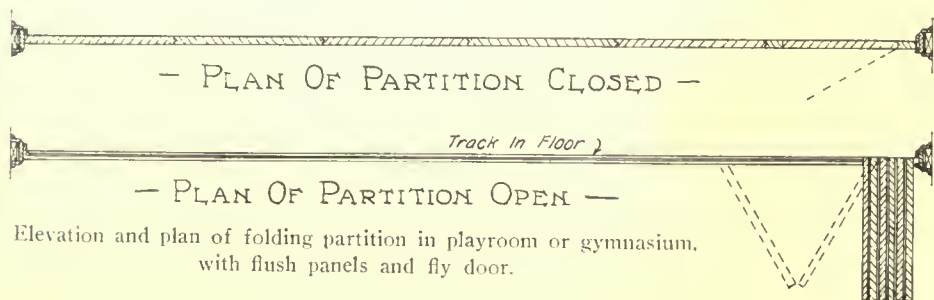 — PLAN OF PARTITION CLOSED —
Track In Floor
— PLAN OF PARTITION OPEN —
Elevation and plan of folding partition in playroom or gymnasium,
with flush panels and fly door.